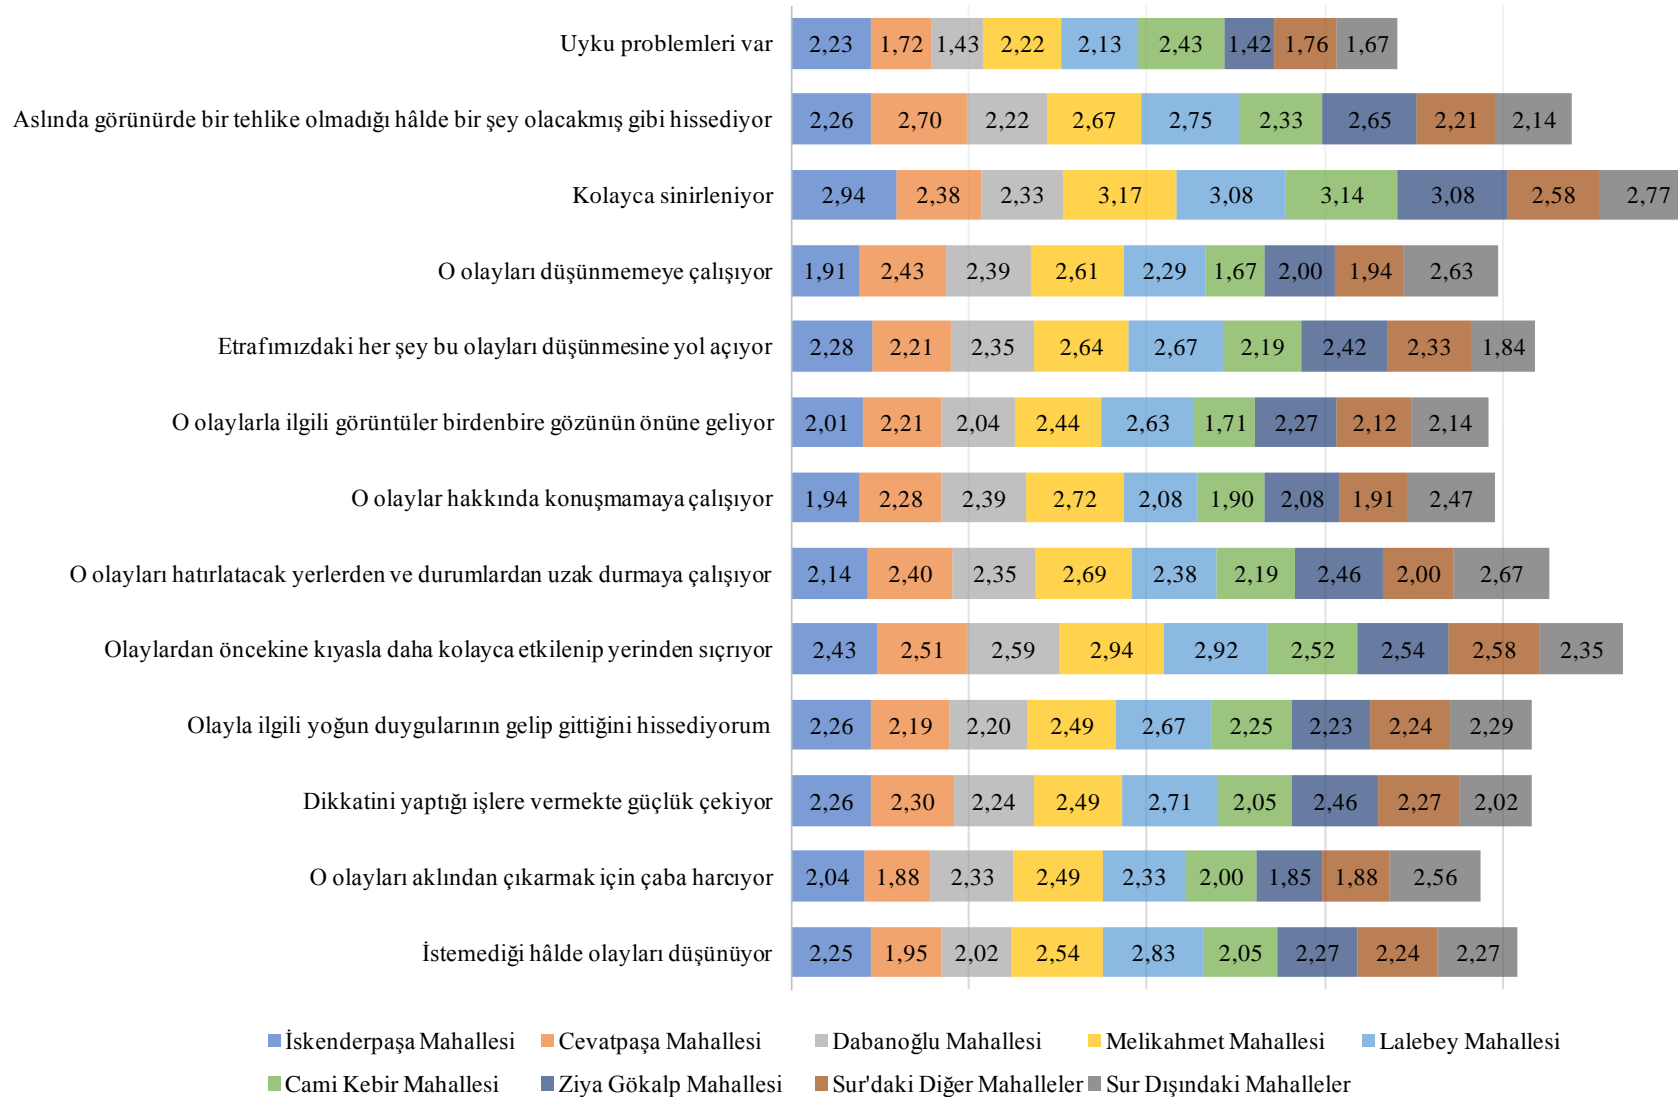 Uyku problemleri var
2,23 1,72 1,43 2,22 2,13 2,43 1,42 1,76 1,67
Aslında görünürde bir tehlike olmadığı hâlde bir şey olacakmış gibi hissediyor
2,26 2,70 2,22 2,67 2,75 2,33 2,65 2,21 2,14
Kolayca sinirleniyor
2,94 2,38 2,33 3,17 3,08 3,14 3,08 2,58 2,77
O olayları düşünmemeye çalışıyor
1,91 2,43 2,39 2,61 2,29 1,67 2,00 1,94 2,63
Etrafımızdaki her şey bu olayları düşünmesine yol açıyor
2,28 2,21 2,35 2,64 2,67 2,19 2,42 2,33 1,84
O olaylarla ilgili görüntüler birdenbire gözünün önüne geliyor
2,01 2,21 2,04 2,44 2,63 1,71 2,27 2,12 2,14
O olaylar hakkında konuşmamaya çalışıyor
1,94 2,28 2,39 2,72 2,08 1,90 2,08 1,91 2,47
O olayları hatırlatacak yerlerden ve durumlardan uzak durmaya çalışıyor
2,14 2,40 2,35 2,69 2,38 2,19 2,46 2,00 2,67
Olaylardan öncekine kıyasla daha kolayca etkilenip yerinden sıçrıyor
2,43 2,51 2,59 2,94 2,92 2,52 2,54 2,58 2,35
Olayla ilgili yoğun duygularının gelip gittiğini hissediyorum
2,26 2,19 2,20 2,49 2,67 2,25 2,23 2,24 2,29
Dikkatini yaptığı işlere vermekte güçlük çekiyor
2,26 2,30 2,24 2,49 2,71 2,05 2,46 2,27 2,02
O olayları aklından çıkarmak için çaba harcıyor
2,04 1,88 2,33 2,49 2,33 2,00 1,85 1,88 2,56
İstemediği hâlde olayları düşünüyor
2,25 1,95 2,02 2,54 2,83 2,05 2,27 2,24 2,27
İskenderpaşa Mahallesi Cevatpaşa Mahallesi Dabanoğlu Mahallesi Melikahmet Mahallesi Lalebey Mahallesi
Cami Kebir Mahallesi Ziya Gökalp Mahallesi Sur'daki Diğer Mahalleler Sur Dışındaki Mahalleler